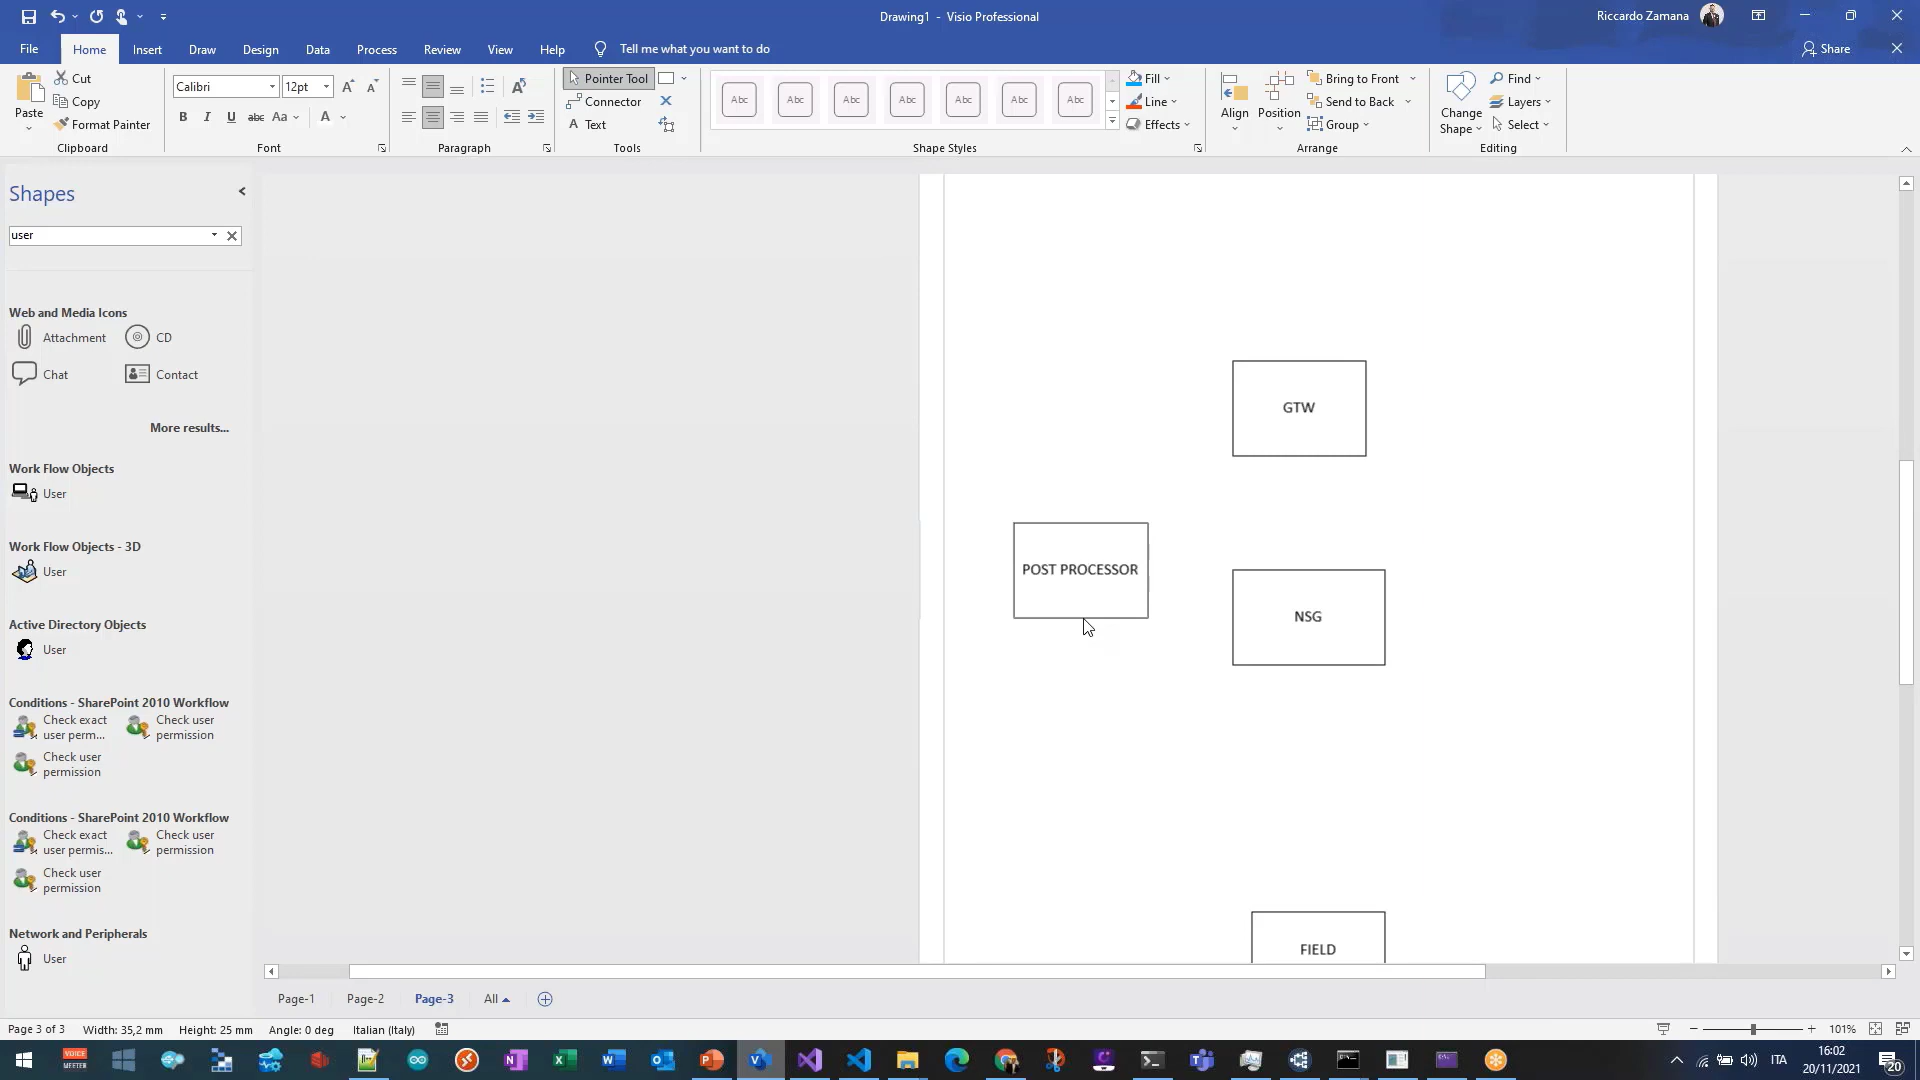 Drawing1 - Visio Professional
Riccardo Zamana
File Home Insert Draw Design Data Process Review View Help Tell me what you want to do
Share
Paste
Cut
Copy
Format Painter
Clipboard
Calibri 12pt
B I U abc Aa A
Font
Paragraph
Pointer Tool
Connector
A Text
Tools
Abc Abc Abc Abc Abc Abc Abc
Shape Styles
Fill
Line
Effects
Align
Position
Bring to Front
Send to Back
Group
Arrange
Change Shape
Find
Layers
Select
Editing
Shapes
user
Web and Media Icons
Attachment CD
Chat Contact
More results...
Work Flow Objects
User
Work Flow Objects - 3D
User
Active Directory Objects
User
Conditions - SharePoint 2010 Workflow
Check exact user perm... Check user permission
Check user permission
Conditions - SharePoint 2010 Workflow
Check exact user permis... Check user permission
Check user permission
Network and Peripherals
User
GTW
POST PROCESSOR
NSG
FIELD
Page-1 Page-2 Page-3 All
Page 3 of 3 Width: 35,2 mm Height: 25 mm Angle: 0 deg Italian (Italy)
101%
VOICE MEETER
ITA
16:02
20/11/2021
20